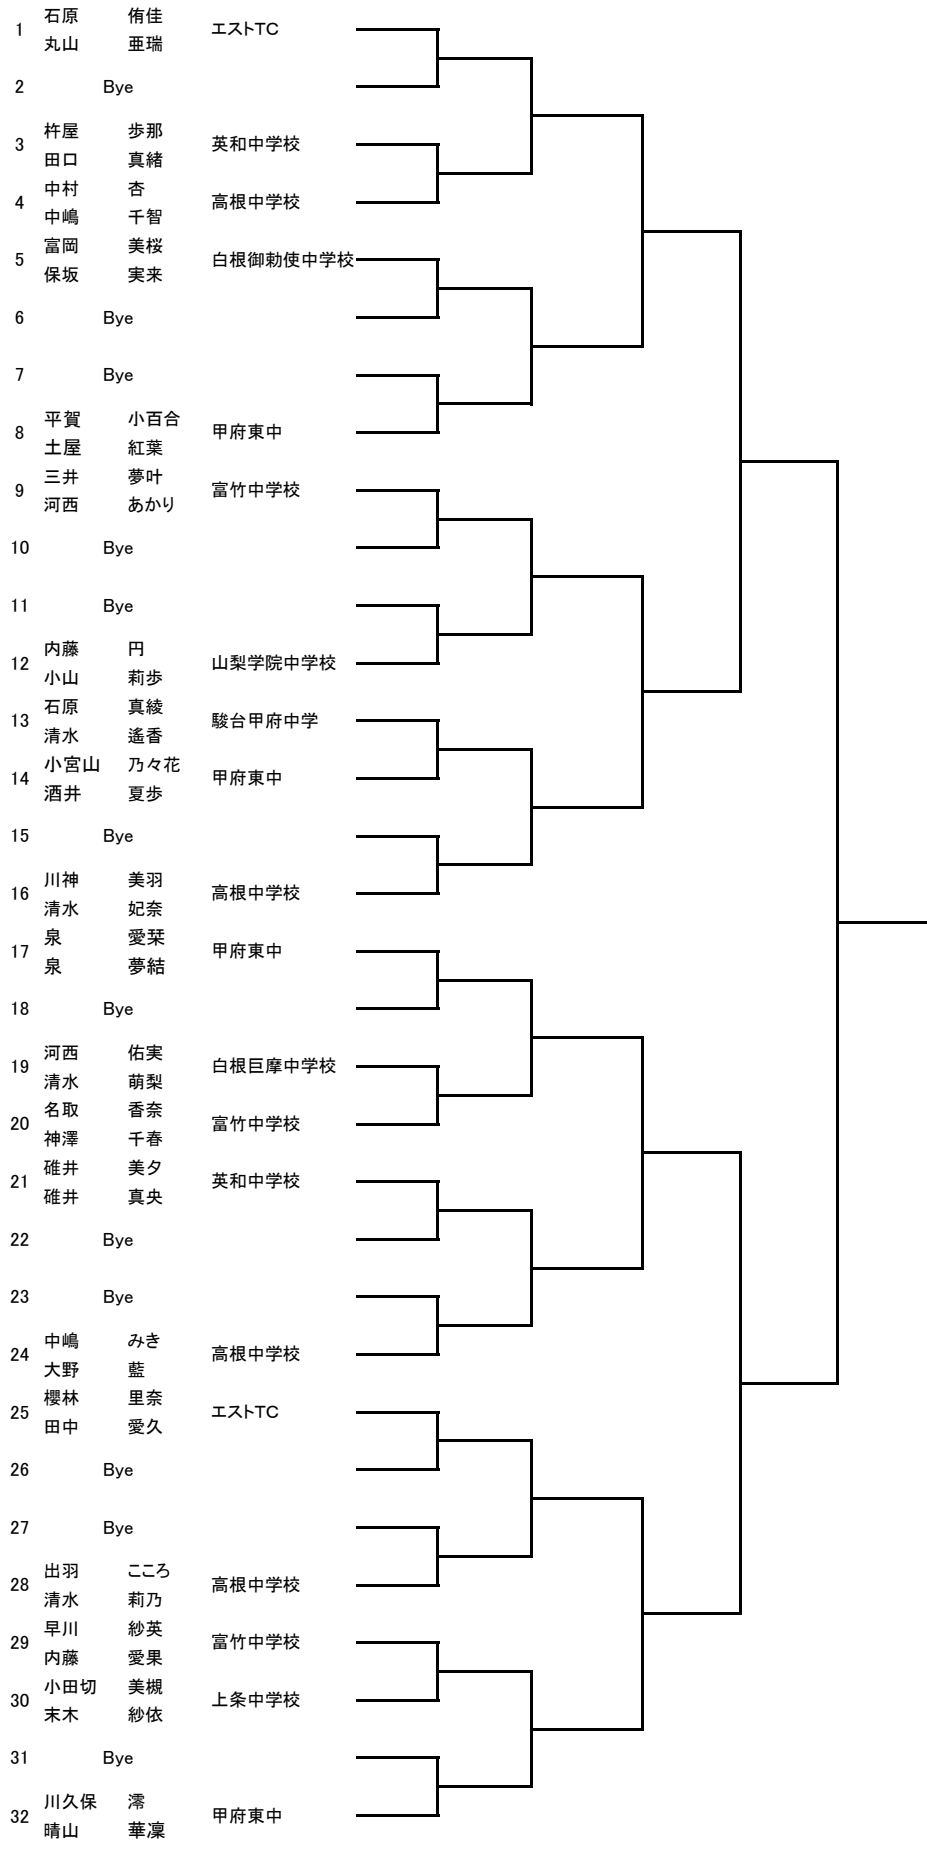 石原 侑佳
1 エストTC
丸山 亜瑞
2 Bye
杵屋 歩那
3 英和中学校
田口 真緒
中村 杏
4 高根中学校
中嶋 千智
富岡 美桜
5 白根御勅使中学校
保坂 実来
6 Bye
7 Bye
平賀 小百合
8 甲府東中
土屋 紅葉
三井 夢叶
9 富竹中学校
河西 あかり
10 Bye
11 Bye
内藤 円
12 山梨学院中学校
小山 莉歩
石原 真綾
13 駿台甲府中学
清水 遙香
小宮山 乃々花
14 甲府東中
酒井 夏歩
15 Bye
川神 美羽
16 高根中学校
清水 妃奈
泉 愛栞
17 甲府東中
泉 夢結
18 Bye
河西 佑実
19 白根巨摩中学校
清水 萌梨
名取 香奈
20 富竹中学校
神澤 千春
碓井 美夕
21 英和中学校
碓井 真央
22 Bye
23 Bye
中嶋 みき
24 高根中学校
大野 藍
櫻林 里奈
25 エストTC
田中 愛久
26 Bye
27 Bye
出羽 こころ
28 高根中学校
清水 莉乃
早川 紗英
29 富竹中学校
内藤 愛果
小田切 美槻
30 上条中学校
末木 紗依
31 Bye
川久保 澪
32 甲府東中
晴山 華凜